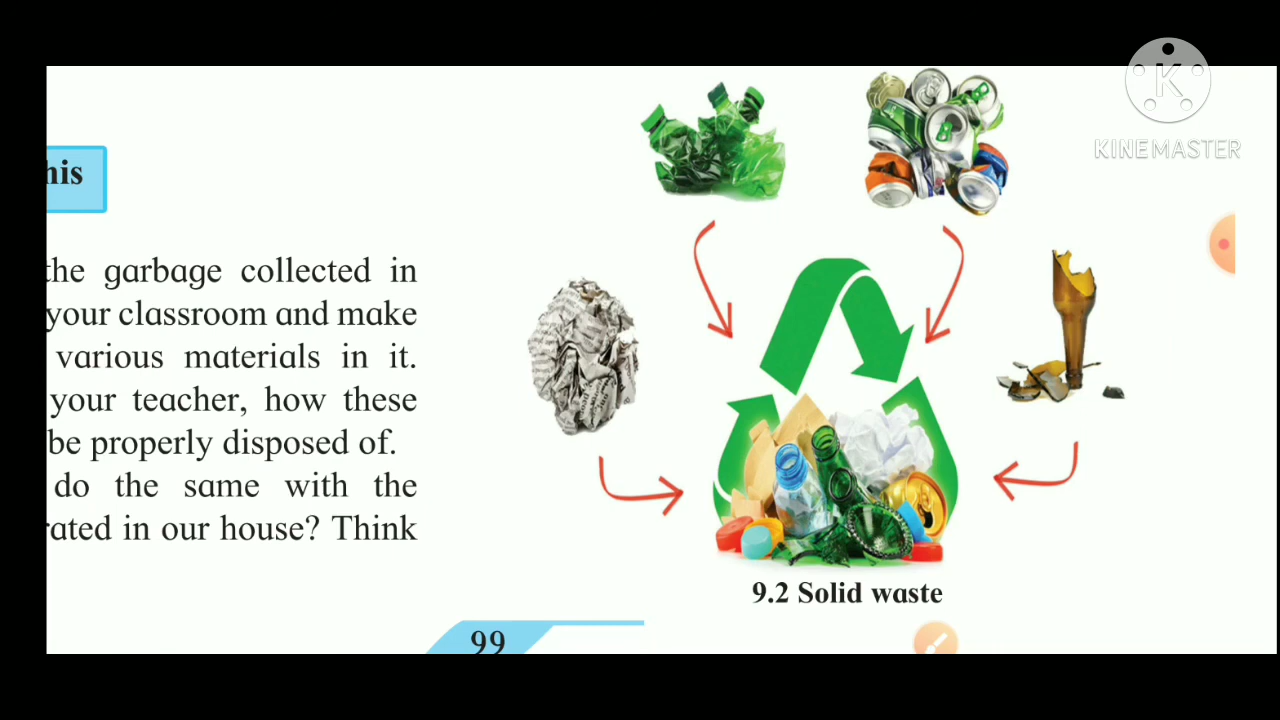 his
the garbage collected in
your classroom and make
various materials in it.
your teacher, how these
be properly disposed of.
do the same with the
rated in our house? Think
9.2 Solid waste
99
K
KINEMASTER